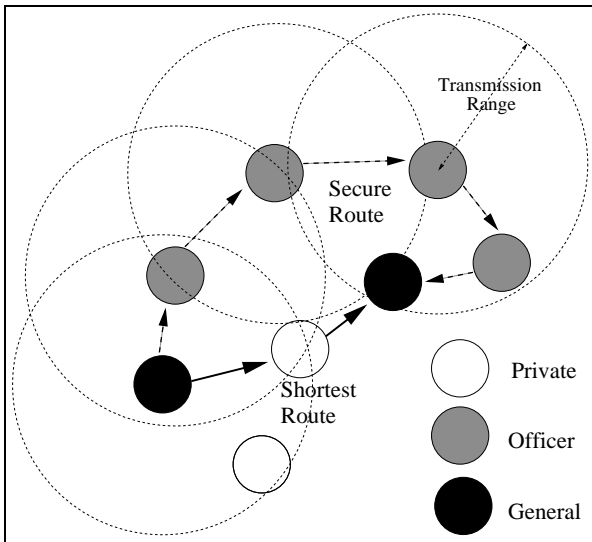 Transmission
Range
Secure
Route
Shortest
Route
Private
Officer
General